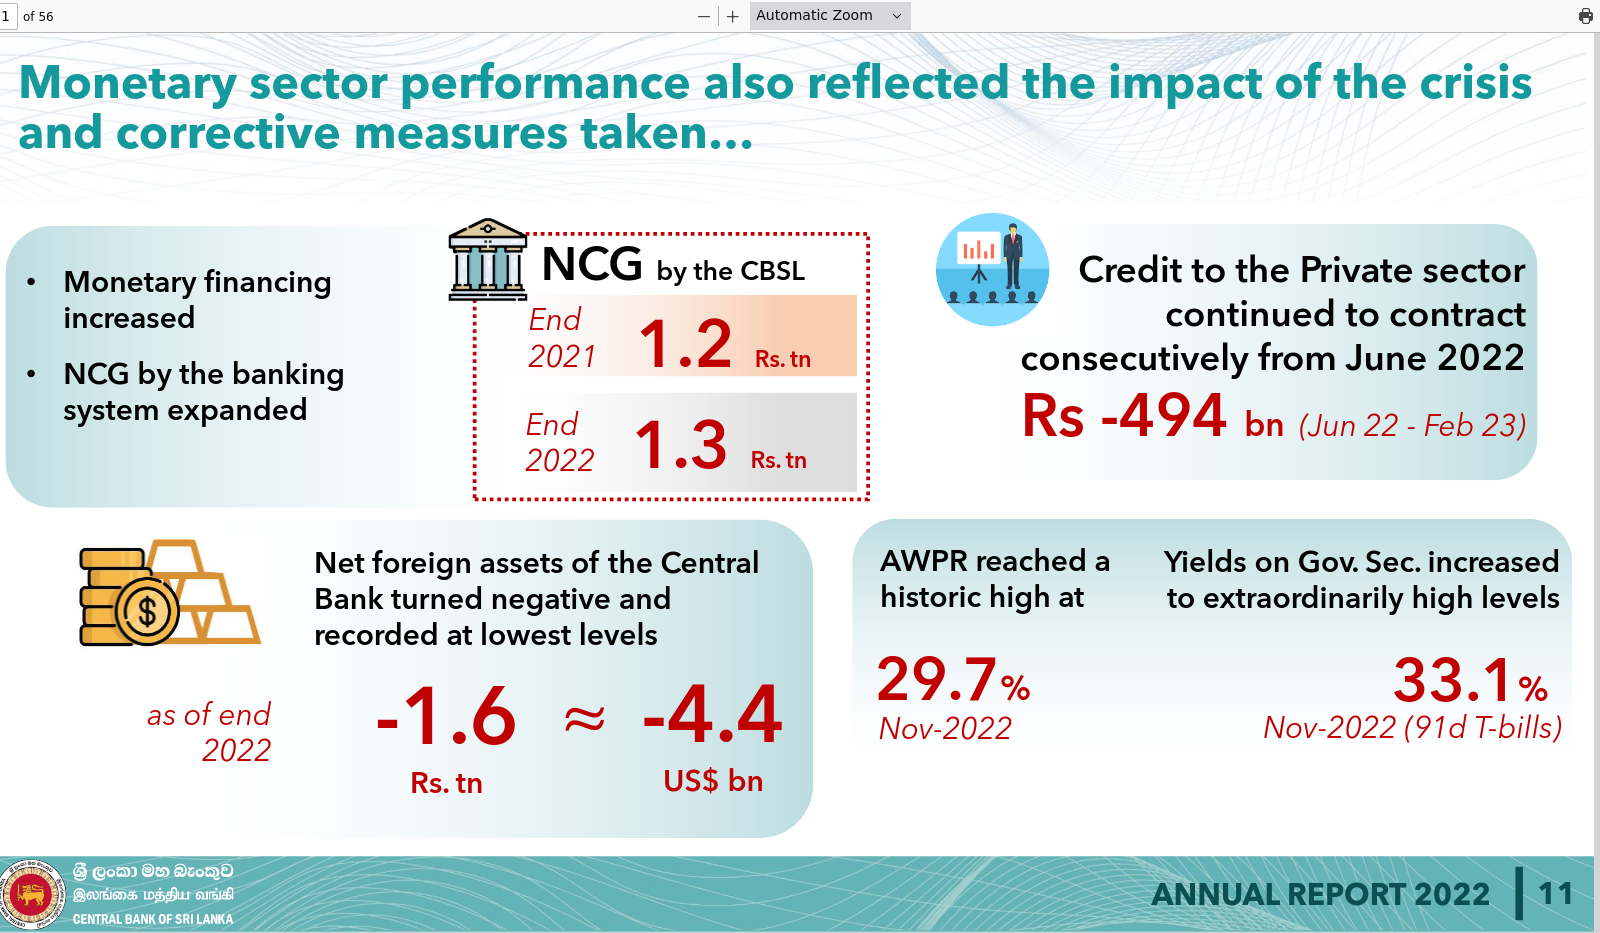 1 of 56
Automatic Zoom
Monetary sector performance also reflected the impact of the crisis
and corrective measures taken...
• Monetary financing
increased
• NCG by the banking
system expanded
NCG by the CBSL
End
2021
1.2 Rs. tn
End
2022
1.3 Rs. tn
Credit to the Private sector
continued to contract
consecutively from June 2022
Rs -494 bn (Jun 22 - Feb 23)
Net foreign assets of the Central
Bank turned negative and
recorded at lowest levels
as of end
2022
-1.6 ≈ -4.4
Rs. tn US$ bn
AWPR reached a
historic high at
29.7%
Nov-2022
Yields on Gov. Sec. increased
to extraordinarily high levels
33.1%
Nov-2022 (91d T-bills)
ශ්‍රී ලංකා මහ බැංකුව
இலங்கை மத்திய வங்கி
CENTRAL BANK OF SRI LANKA
ANNUAL REPORT 2022 11